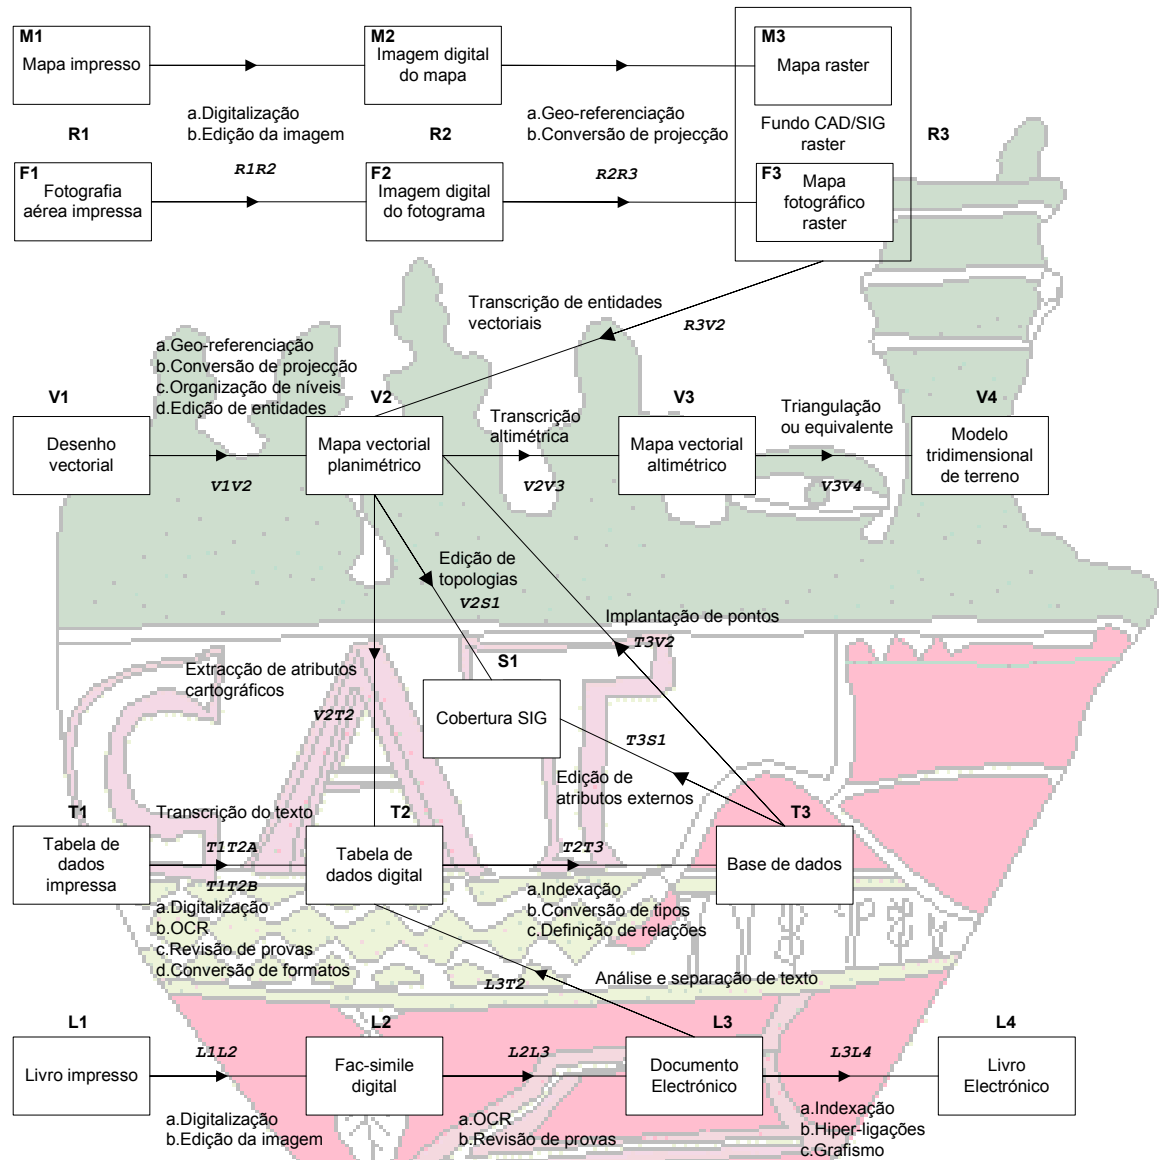 M1
Mapa impresso
M2
Imagem digital
do mapa
M3
Mapa raster
a.Digitalização
b.Edição da imagem
a.Geo-referenciação
b.Conversão de projecção
Fundo CAD/SIG
raster
R1
R2
R3
R1R2
R2R3
F1
Fotografia
aérea impressa
F2
Imagem digital
do fotograma
F3
Mapa
fotográfico
raster
Transcrição de entidades
vectoriais
R3V2
a.Geo-referenciação
b.Conversão de projecção
c.Organização de níveis
d.Edição de entidades
V1
Desenho
vectorial
V1V2
V2
Mapa vectorial
planimétrico
Transcrição
altimétrica
V2V3
V3
Mapa vectorial
altimétrico
Triangulação
ou equivalente
V3V4
V4
Modelo
tridimensional
de terreno
Edição de
topologias
V2S1
Implantação de pontos
T3V2
Extracção de atributos
cartográficos
V2T2
S1
Cobertura SIG
T3S1
Edição de
atributos externos
T1
Tabela de
dados
impressa
Transcrição do texto
T1T2A
T1T2B
a.Digitalização
b.OCR
c.Revisão de provas
d.Conversão de formatos
T2
Tabela de
dados digital
T2T3
a.Indexação
b.Conversão de tipos
c.Definição de relações
T3
Base de dados
L3T2
Análise e separação de texto
L1
Livro impresso
L1L2
a.Digitalização
b.Edição da imagem
L2
Fac-simile
digital
L2L3
a.OCR
b.Revisão de provas
L3
Documento
Electrónico
L3L4
a.Indexação
b.Hiper-ligações
c.Grafismo
L4
Livro
Electrónico